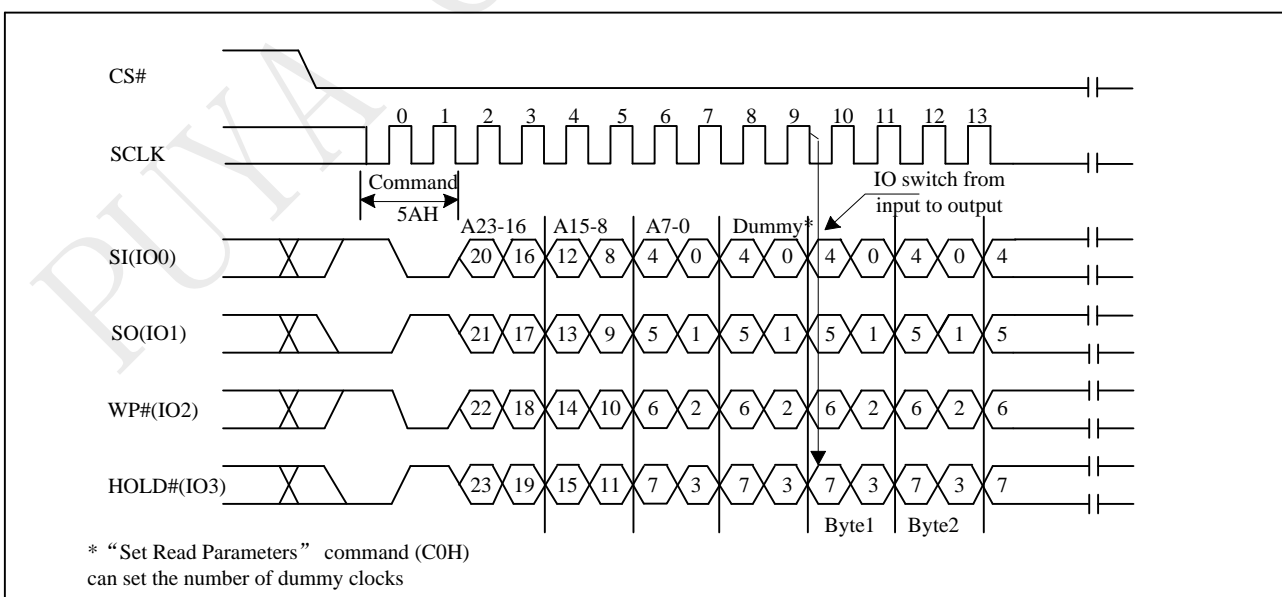 PUYA
CS#
0 1 2 3 4 5 6 7 8 9 10 11 12 13
SCLK
Command
5AH
IO switch from
input to output
A23-16 A15-8 A7-0 Dummy*
SI(IO0) 20 16 12 8 4 0 4 0 4 0 4 0 4
SO(IO1) 21 17 13 9 5 1 5 1 5 1 5 1 5
WP#(IO2) 22 18 14 10 6 2 6 2 6 2 6 2 6
HOLD#(IO3) 23 19 15 11 7 3 7 3 7 3 7 3 7
Byte1 Byte2
* “Set Read Parameters” command (C0H)
can set the number of dummy clocks